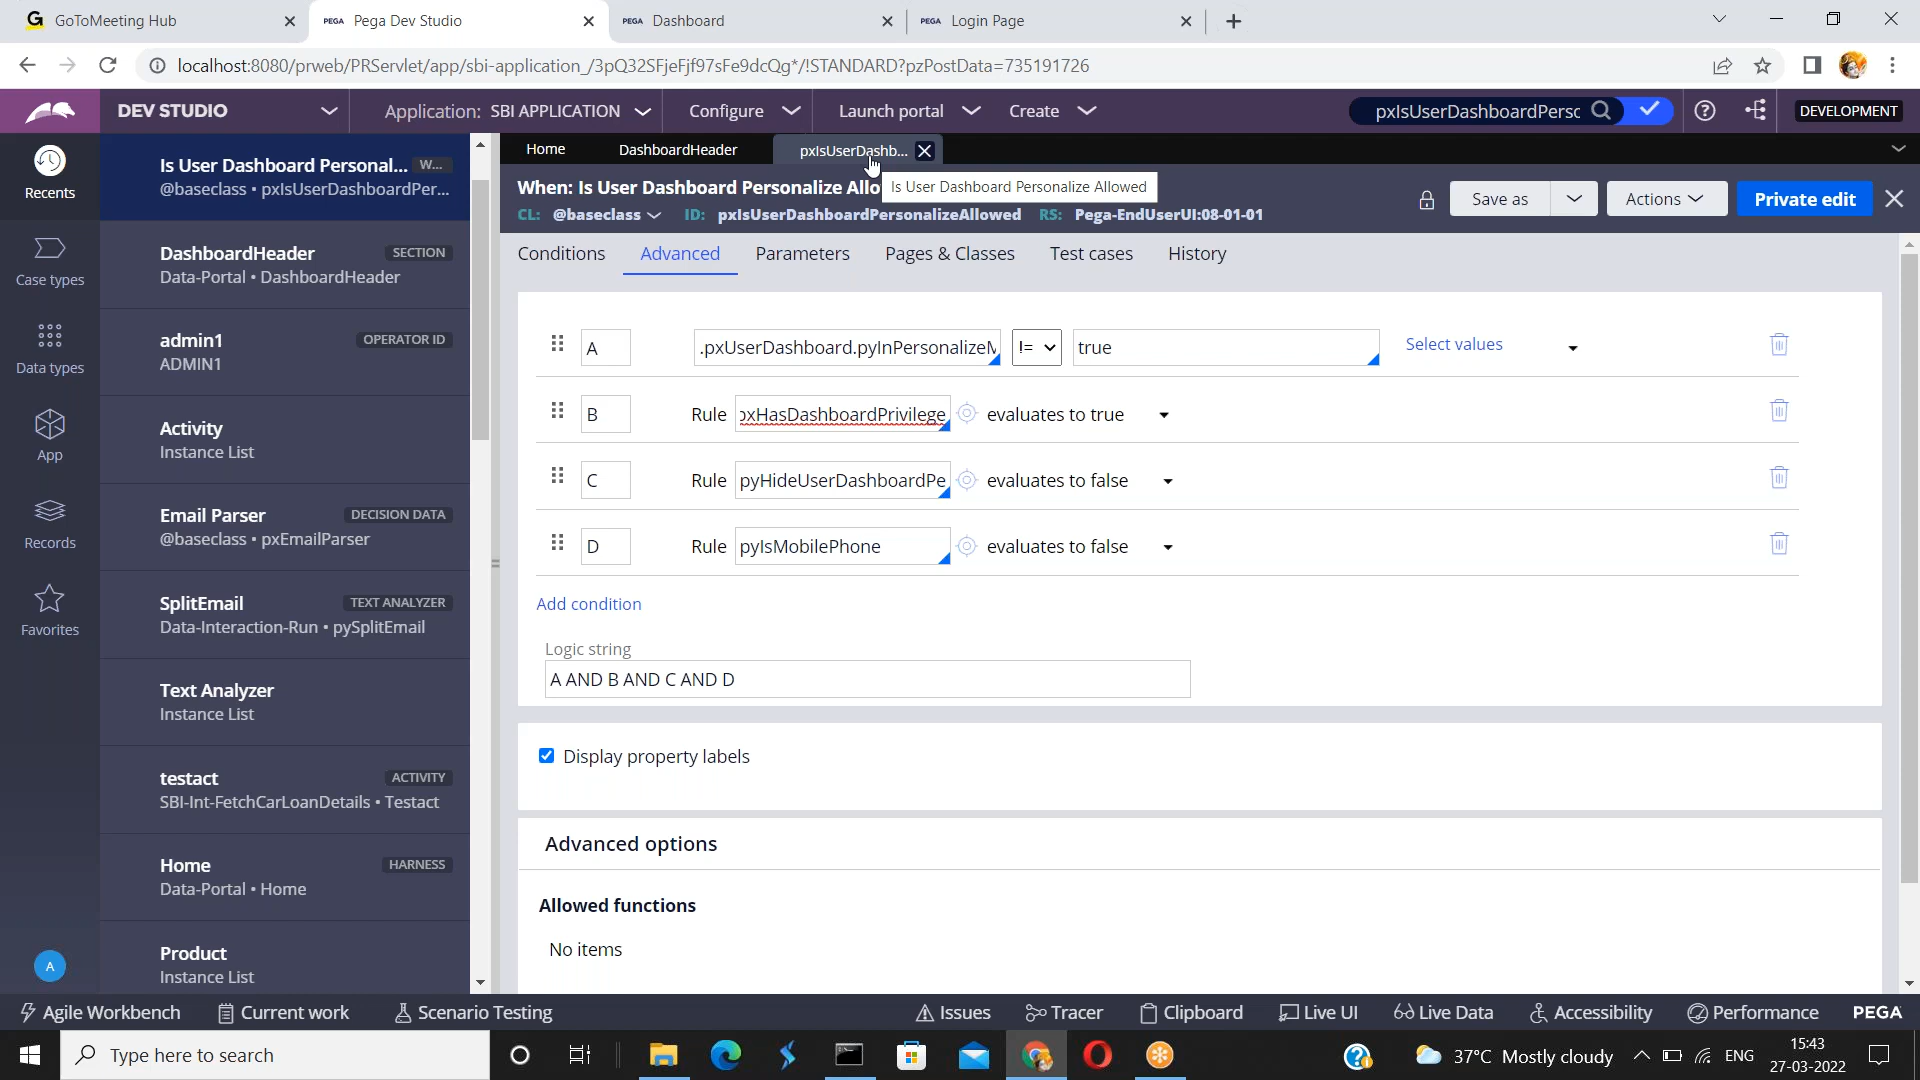 GoToMeeting Hub
PEGA Pega Dev Studio
PEGA Dashboard
PEGA Login Page
localhost:8080/prweb/PRServlet/app/sbi-application_/3pQ32SFjeFjf97sFe9dcQg*/!STANDARD?pzPostData=735191726
DEV STUDIO
Application: SBI APPLICATION
Configure
Launch portal
Create
pxIsUserDashboardPersc
DEVELOPMENT
Recents
Case types
Data types
App
Records
Favorites
A
Is User Dashboard Personal... W...
@baseclass • pxIsUserDashboardPer...
DashboardHeader SECTION
Data-Portal • DashboardHeader
admin1 OPERATOR ID
ADMIN1
Activity
Instance List
Email Parser DECISION DATA
@baseclass • pxEmailParser
SplitEmail TEXT ANALYZER
Data-Interaction-Run • pySplitEmail
Text Analyzer
Instance List
testact ACTIVITY
SBI-Int-FetchCarLoanDetails • Testact
Home HARNESS
Data-Portal • Home
Product
Instance List
Home
DashboardHeader
pxIsUserDashb...
When: Is User Dashboard Personalize Allo
Is User Dashboard Personalize Allowed
CL: @baseclass ID: pxIsUserDashboardPersonalizeAllowed RS: Pega-EndUserUI:08-01-01
Save as
Actions
Private edit
Conditions Advanced Parameters Pages & Classes Test cases History
A .pxUserDashboard.pyInPersonalizeM != true Select values
B Rule pxHasDashboardPrivilege evaluates to true
C Rule pyHideUserDashboardPe evaluates to false
D Rule pyIsMobilePhone evaluates to false
Add condition
Logic string
A AND B AND C AND D
Display property labels
Advanced options
Allowed functions
No items
Agile Workbench Current work Scenario Testing Issues Tracer Clipboard Live UI Live Data Accessibility Performance PEGA
Type here to search
37°C Mostly cloudy
ENG
15:43
27-03-2022